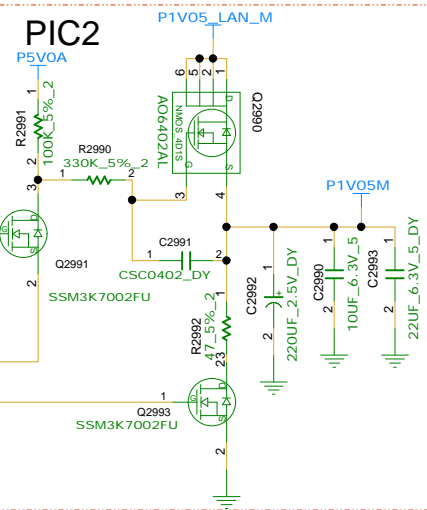 PIC2
P1V05_LAN_M
P5V0A
6
5
2
1
D
Q2990
NMOS_4D1S
AO6402AL
G
S
3
4
1
R2991
100K_5%_2
2
R2990
330K_5%_2
1
2
3
D
G
S
Q2991
2
SSM3K7002FU
P1V05M
C2991
1
2
CSC0402_DY
1
R2992
47_5%_2
2
3
1
C2992
+
220UF_2.5V_DY
2
1
C2990
10UF_6.3V_5
2
1
C2993
22UF_6.3V_5_DY
2
1
Q2993
SSM3K7002FU
D
G
S
2